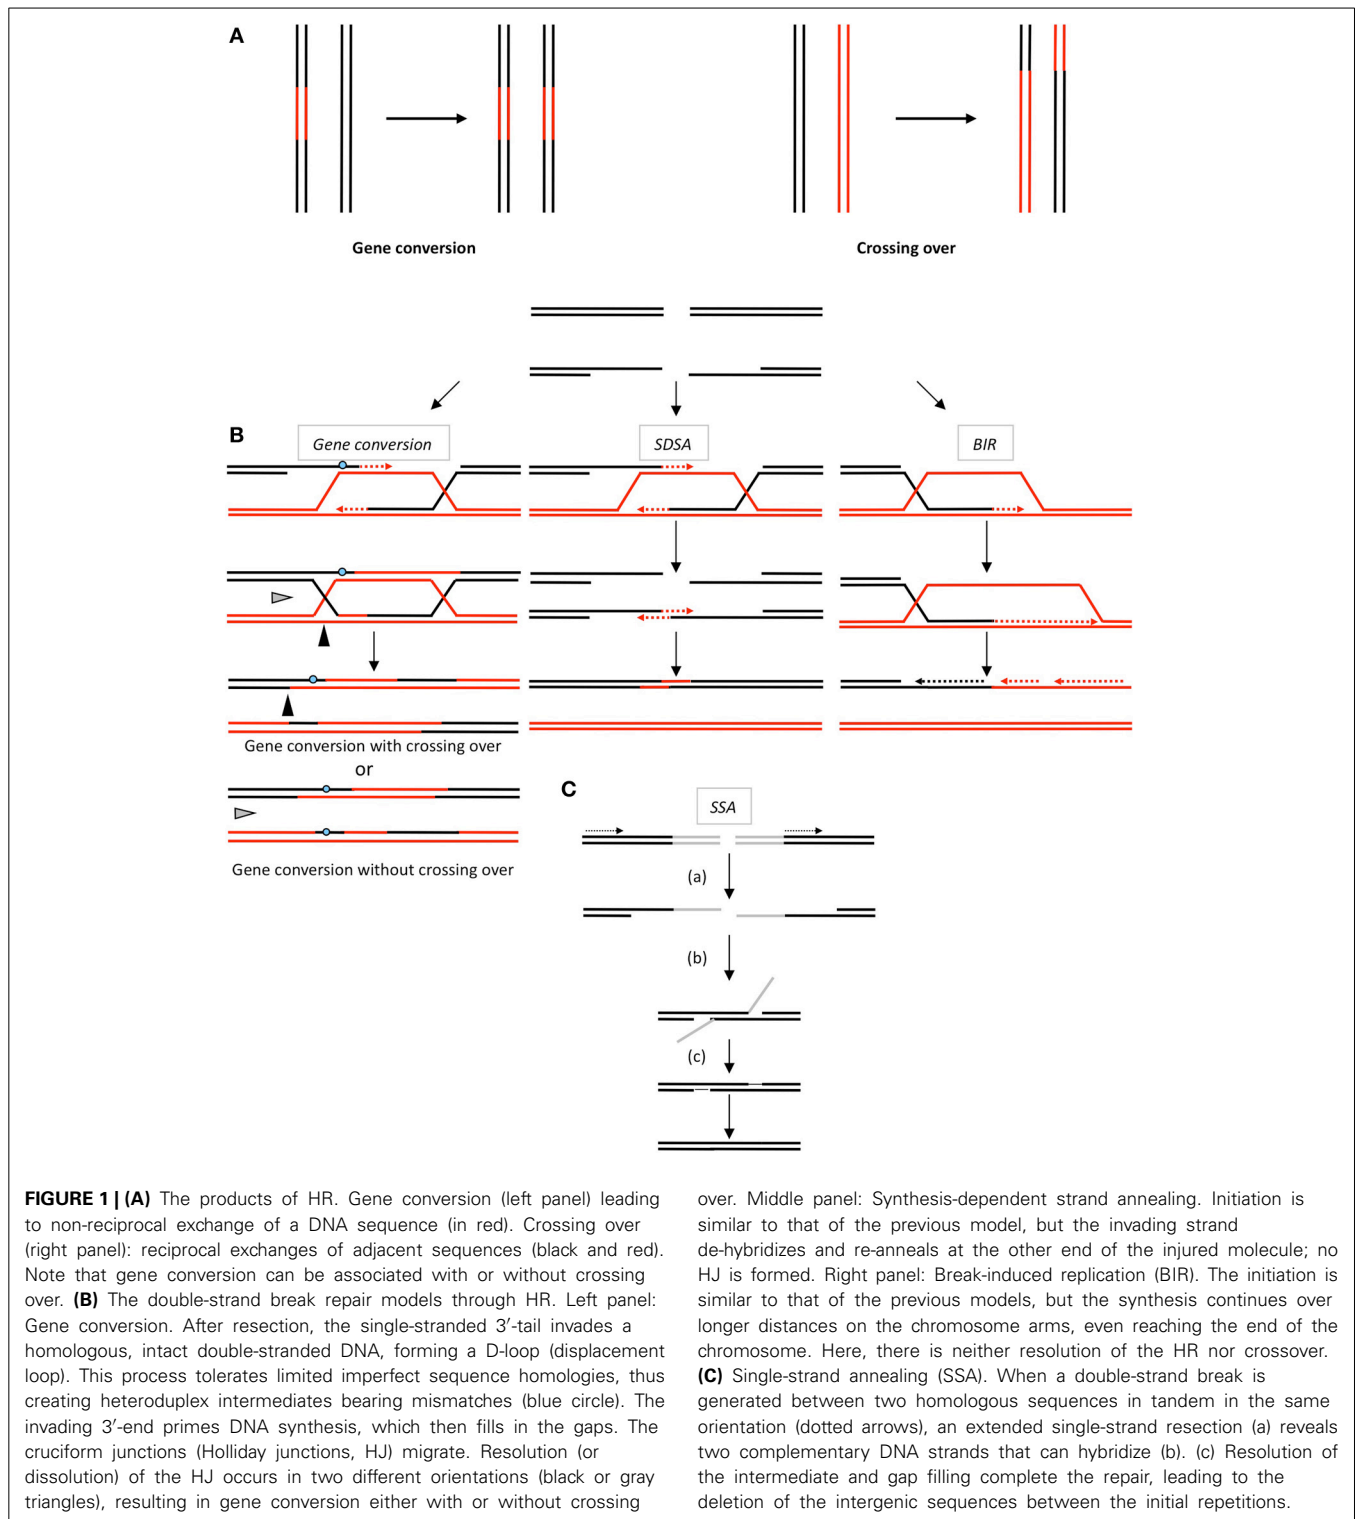 A
Gene conversion
Crossing over
B
Gene conversion
SDSA
BIR
Gene conversion with crossing over
or
Gene conversion without crossing over
C
SSA
(a)
(b)
(c)
FIGURE 1 | (A) The products of HR. Gene conversion (left panel) leading
to non-reciprocal exchange of a DNA sequence (in red). Crossing over
(right panel): reciprocal exchanges of adjacent sequences (black and red).
Note that gene conversion can be associated with or without crossing
over. (B) The double-strand break repair models through HR. Left panel:
Gene conversion. After resection, the single-stranded 3′-tail invades a
homologous, intact double-stranded DNA, forming a D-loop (displacement
loop). This process tolerates limited imperfect sequence homologies, thus
creating heteroduplex intermediates bearing mismatches (blue circle). The
invading 3′-end primes DNA synthesis, which then fills in the gaps. The
cruciform junctions (Holliday junctions, HJ) migrate. Resolution (or
dissolution) of the HJ occurs in two different orientations (black or gray
triangles), resulting in gene conversion either with or without crossing
over. Middle panel: Synthesis-dependent strand annealing. Initiation is
similar to that of the previous model, but the invading strand
de-hybridizes and re-anneals at the other end of the injured molecule; no
HJ is formed. Right panel: Break-induced replication (BIR). The initiation is
similar to that of the previous models, but the synthesis continues over
longer distances on the chromosome arms, even reaching the end of the
chromosome. Here, there is neither resolution of the HR nor crossover.
(C) Single-strand annealing (SSA). When a double-strand break is
generated between two homologous sequences in tandem in the same
orientation (dotted arrows), an extended single-strand resection (a) reveals
two complementary DNA strands that can hybridize (b). (c) Resolution of
the intermediate and gap filling complete the repair, leading to the
deletion of the intergenic sequences between the initial repetitions.